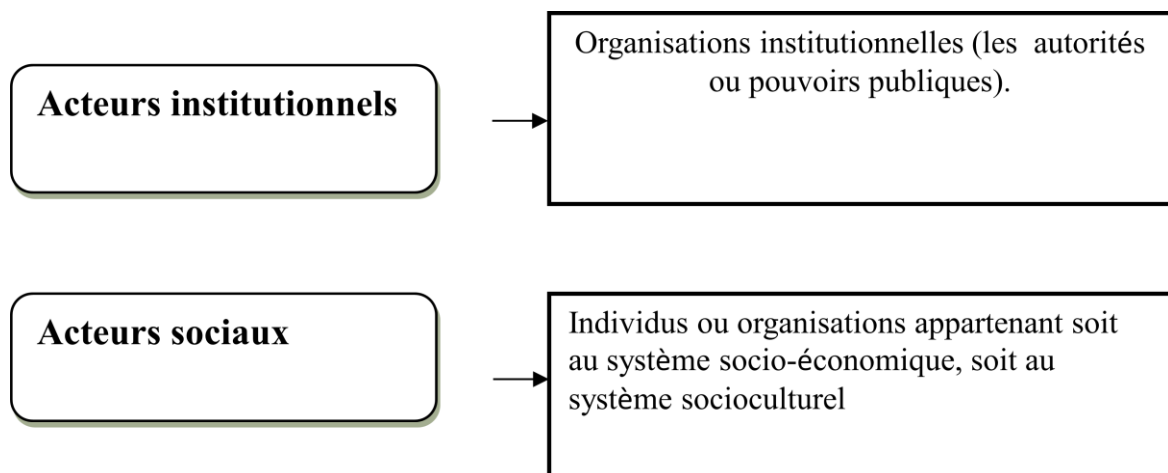 Organisations institutionnelles (les autorités
ou pouvoirs publiques).
Acteurs institutionnels
Acteurs sociaux
Individus ou organisations appartenant soit
au système socio-économique, soit au
système socioculturel